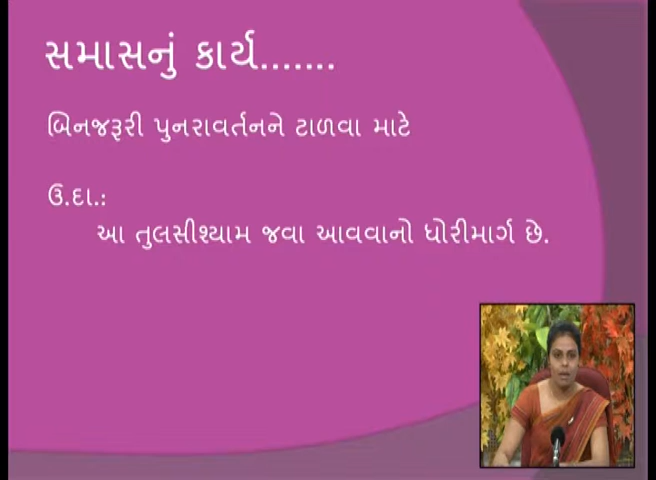 સમાસનું કાર્ય.......
બિનજરૂરી પુનરાવર્તનને ટાળવા માટે
ઉ.દા.:
આ તુલસીશ્યામ જવા આવવાનો ધોરીમાર્ગ છે.